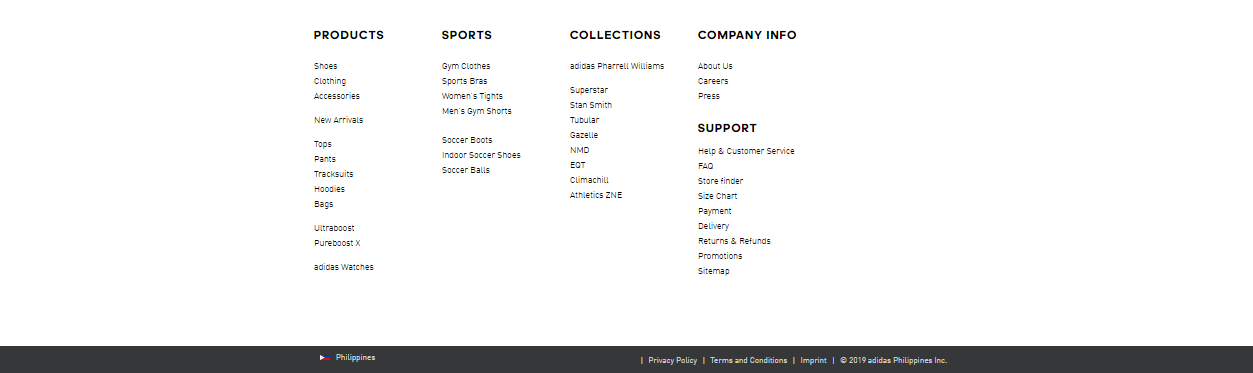 PRODUCTS
Shoes
Clothing
Accessories
New Arrivals
Tops
Pants
Tracksuits
Hoodies
Bags
Ultraboost
Pureboost X
adidas Watches
SPORTS
Gym Clothes
Sports Bras
Women's Tights
Men's Gym Shorts
Soccer Boots
Indoor Soccer Shoes
Soccer Balls
COLLECTIONS
adidas Pharrell Williams
Superstar
Stan Smith
Tubular
Gazelle
NMD
EQT
Climachill
Athletics ZNE
COMPANY INFO
About Us
Careers
Press
SUPPORT
Help & Customer Service
FAQ
Store finder
Size Chart
Payment
Delivery
Returns & Refunds
Promotions
Sitemap
Philippines
| Privacy Policy | Terms and Conditions | Imprint | © 2019 adidas Philippines Inc.